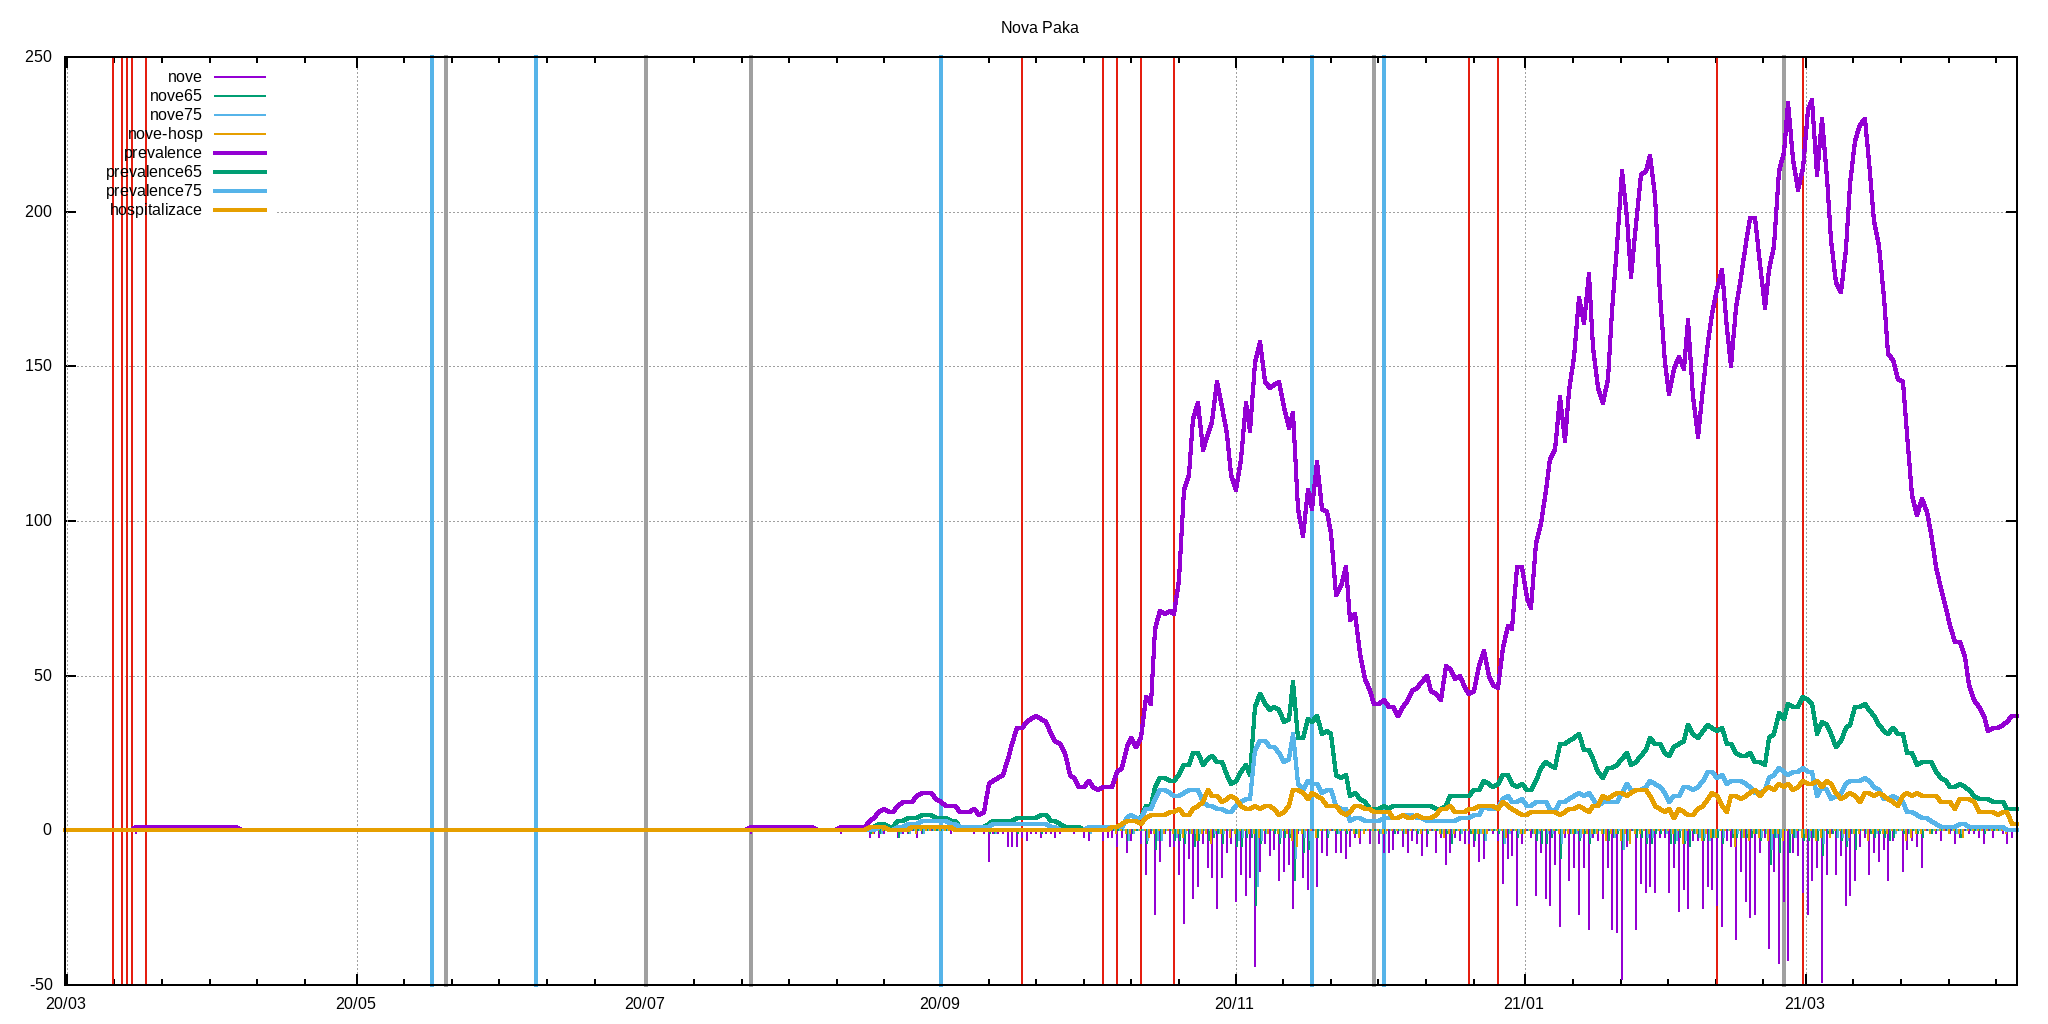 Nova Paka
250
nove
nove65
nove75
nove-hosp
prevalence
prevalence65
prevalence75
hospitalizace
200
150
100
50
0
-50
20/03 20/05 20/07 20/09 20/11 21/01 21/03